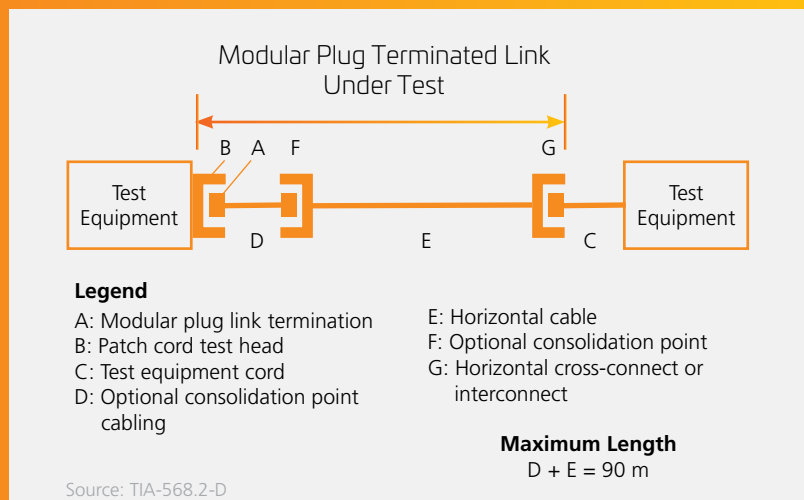 Modular Plug Terminated Link
Under Test
B A F G
Test
Equipment
Test
Equipment
D E C
Legend
A: Modular plug link termination
B: Patch cord test head
C: Test equipment cord
D: Optional consolidation point
cabling
E: Horizontal cable
F: Optional consolidation point
G: Horizontal cross-connect or
interconnect
Maximum Length
D + E = 90 m
Source: TIA-568.2-D